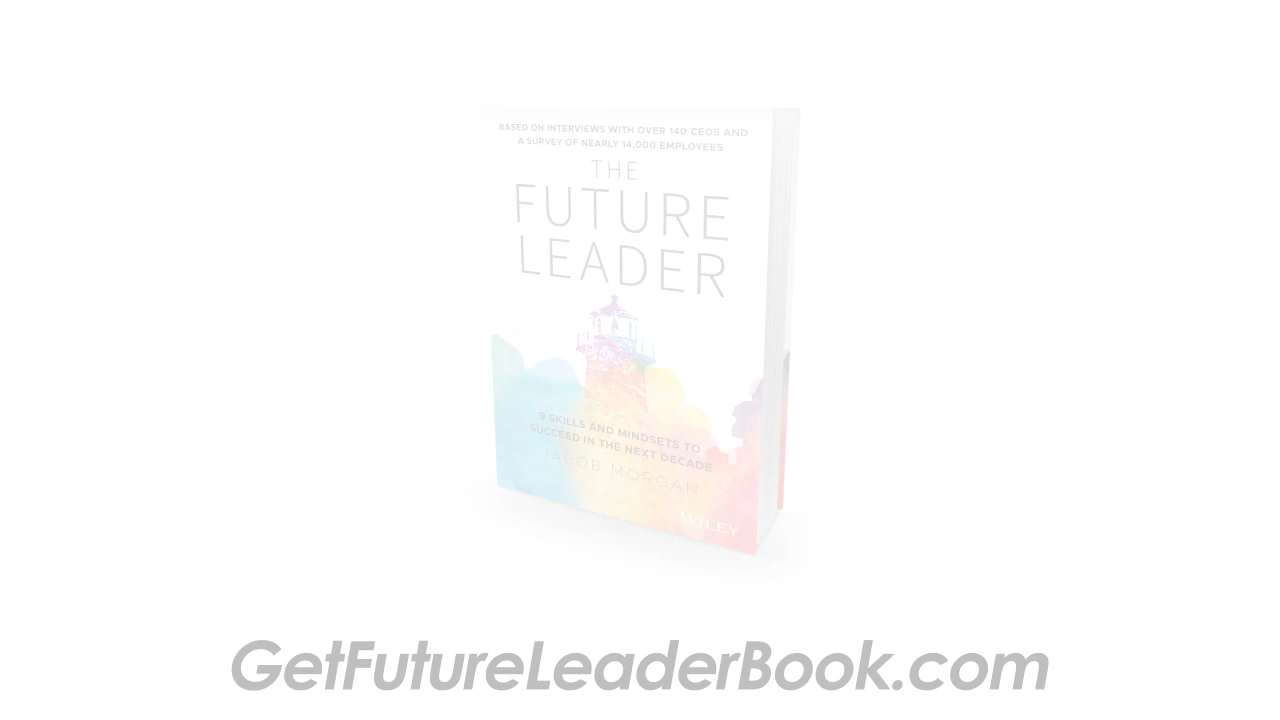 BASED ON INTERVIEWS WITH OVER 140 CEOS AND
A SURVEY OF NEARLY 14,000 EMPLOYEES
THE
FUTURE
LEADER
9 SKILLS AND MINDSETS TO
SUCCEED IN THE NEXT DECADE
JACOB MORGAN
WILEY
GetFutureLeaderBook.com